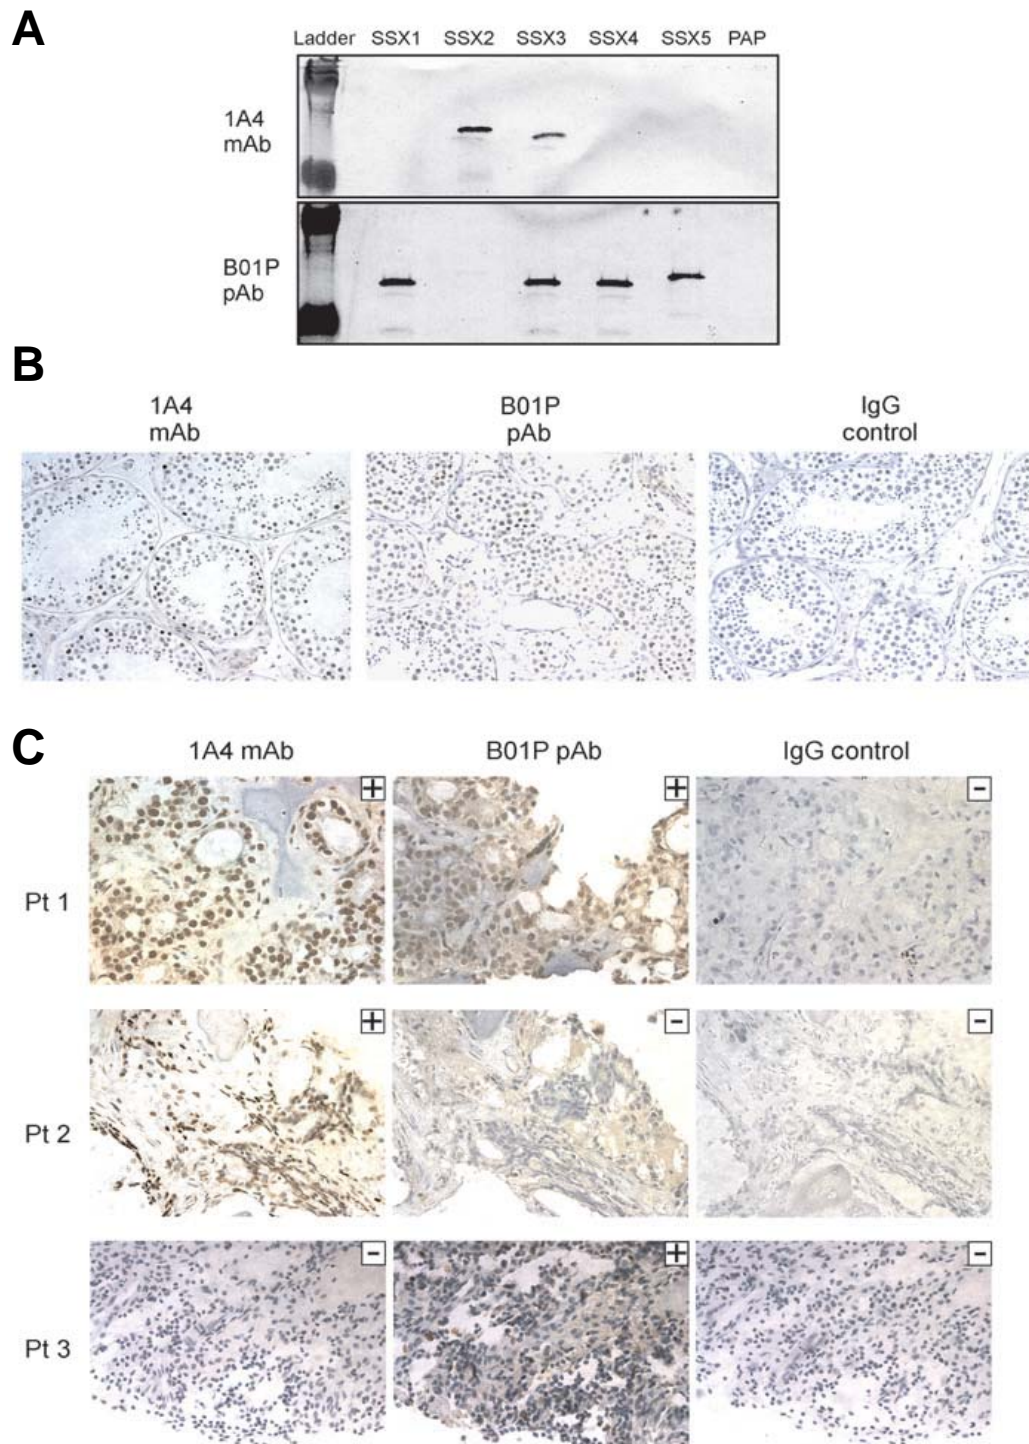 A
Ladder SSX1 SSX2 SSX3 SSX4 SSX5 PAP
1A4
mAb
B01P
pAb
B
1A4
mAb
B01P
pAb
IgG
control
C
1A4 mAb B01P pAb IgG control
+ + -
Pt 1
+ - -
Pt 2
- + -
Pt 3